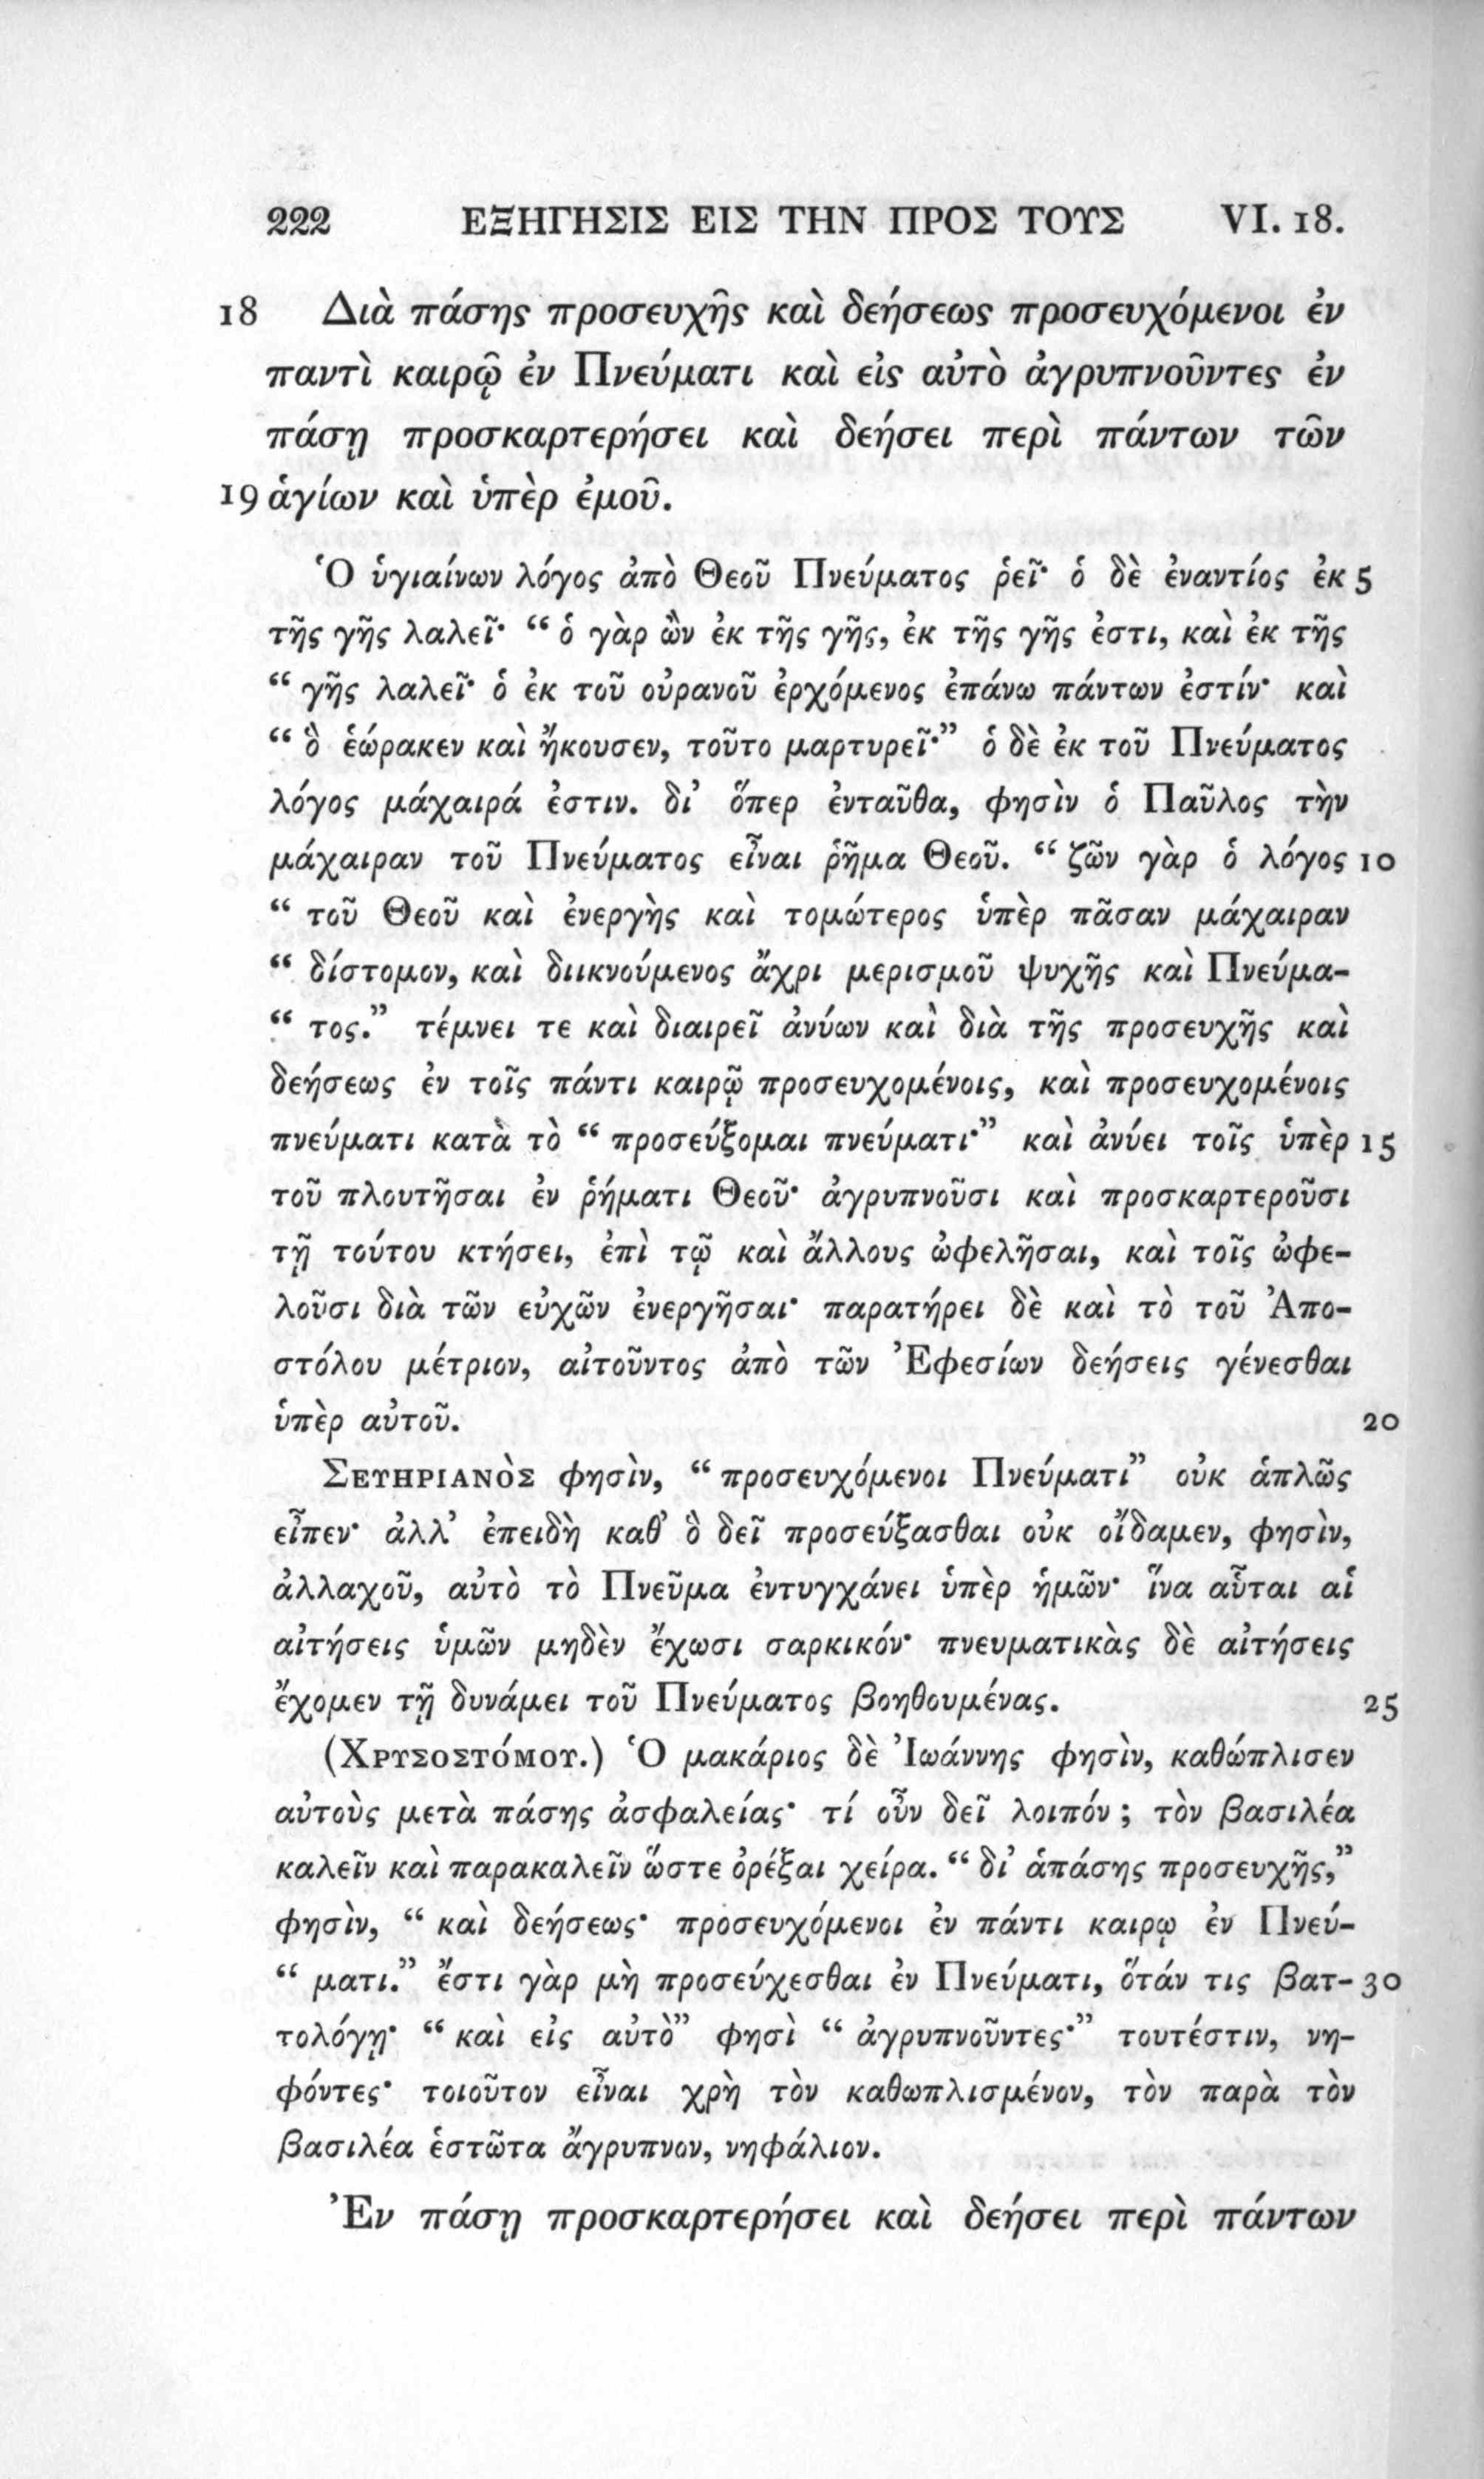 222 ΕΞΗΓΗΣΙΣ ΕΙΣ ΤΗΝ ΠΡΟΣ ΤΟΥΣ VI. 18.
18 Διὰ πάσης προσευχῆς καὶ δεήσεως προσευχόμενοι ἐν
παντὶ καιρῷ ἐν Πνεύματι καὶ εἰς αὐτὸ ἀγρυπνοῦντες ἐν
πάσῃ προσκαρτερήσει καὶ δεήσει περὶ πάντων τῶν
19 ἁγίων καὶ ὑπὲρ ἐμοῦ.
Ὁ ὑγιαίνων λόγος ἀπὸ Θεοῦ Πνεύματος ῥεῖ· ὁ δὲ ἐναντίος ἐκ 5
τῆς γῆς λαλεῖ· “ ὁ γὰρ ὢν ἐκ τῆς γῆς, ἐκ τῆς γῆς ἐστι, καὶ ἐκ τῆς
“ γῆς λαλεῖ· ὁ ἐκ τοῦ οὐρανοῦ ἐρχόμενος ἐπάνω πάντων ἐστίν· καὶ
“ ὃ ἑώρακεν καὶ ἤκουσεν, τοῦτο μαρτυρεῖ·” ὁ δὲ ἐκ τοῦ Πνεύματος
λόγος μάχαιρά ἐστιν. δι’ ὅπερ ἐνταῦθα, φησὶν ὁ Παῦλος τὴν
μάχαιραν τοῦ Πνεύματος εἶναι ῥῆμα Θεοῦ. “ ζῶν γὰρ ὁ λόγος 10
“ τοῦ Θεοῦ καὶ ἐνεργὴς καὶ τομώτερος ὑπὲρ πᾶσαν μάχαιραν
“ δίστομον, καὶ διικνούμενος ἄχρι μερισμοῦ ψυχῆς καὶ Πνεύμα-
“ τος.” τέμνει τε καὶ διαιρεῖ ἀνύων καὶ διὰ τῆς προσευχῆς καὶ
δεήσεως ἐν τοῖς πάντι καιρῷ προσευχομένοις, καὶ προσευχομένοις
πνεύματι κατὰ τὸ “ προσεύξομαι πνεύματι·” καὶ ἀνύει τοῖς ὑπὲρ 15
τοῦ πλουτῆσαι ἐν ῥήματι Θεοῦ· ἀγρυπνοῦσι καὶ προσκαρτεροῦσι
τῇ τούτου κτήσει, ἐπὶ τῷ καὶ ἄλλους ὠφελῆσαι, καὶ τοῖς ὠφε-
λοῦσι διὰ τῶν εὐχῶν ἐνεργῆσαι· παρατήρει δὲ καὶ τὸ τοῦ Ἀπο-
στόλου μέτριον, αἰτοῦντος ἀπὸ τῶν Ἐφεσίων δεήσεις γένεσθαι
ὑπὲρ αὐτοῦ. 20
Σευηριανὸς φησὶν, “ προσευχόμενοι Πνεύματι” οὐκ ἁπλῶς
εἶπεν· ἀλλ’ ἐπειδὴ καθ’ ὃ δεῖ προσεύξασθαι οὐκ οἴδαμεν, φησὶν,
ἀλλαχοῦ, αὐτὸ τὸ Πνεῦμα ἐντυγχάνει ὑπὲρ ἡμῶν· ἵνα αὗται αἱ
αἰτήσεις ὑμῶν μηδὲν ἔχωσι σαρκικόν· πνευματικὰς δὲ αἰτήσεις
ἔχομεν τῇ δυνάμει τοῦ Πνεύματος βοηθουμένας. 25
(Χρυσοστόμου.) Ὁ μακάριος δὲ Ἰωάννης φησὶν, καθώπλισεν
αὐτοὺς μετὰ πάσης ἀσφαλείας· τί οὖν δεῖ λοιπόν ; τὸν βασιλέα
καλεῖν καὶ παρακαλεῖν ὥστε ὀρέξαι χεῖρα. “ δι’ ἁπάσης προσευχῆς,”
φησὶν, “ καὶ δεήσεως· προσευχόμενοι ἐν πάντι καιρῳ ἐν Πνεύ-
“ ματι.” ἔστι γὰρ μὴ προσεύχεσθαι ἐν Πνεύματι, ὅτάν τις βατ- 30
τολόγῃ· “ καὶ εἰς αὐτὸ” φησὶ “ ἀγρυπνοῦντες·” τουτέστιν, νη-
φόντες· τοιοῦτον εἶναι χρὴ τὸν καθωπλισμένον, τὸν παρὰ τὸν
βασιλέα ἑστῶτα ἄγρυπνον, νηφάλιον.
Ἐν πάσῃ προσκαρτερήσει καὶ δεήσει περὶ πάντων